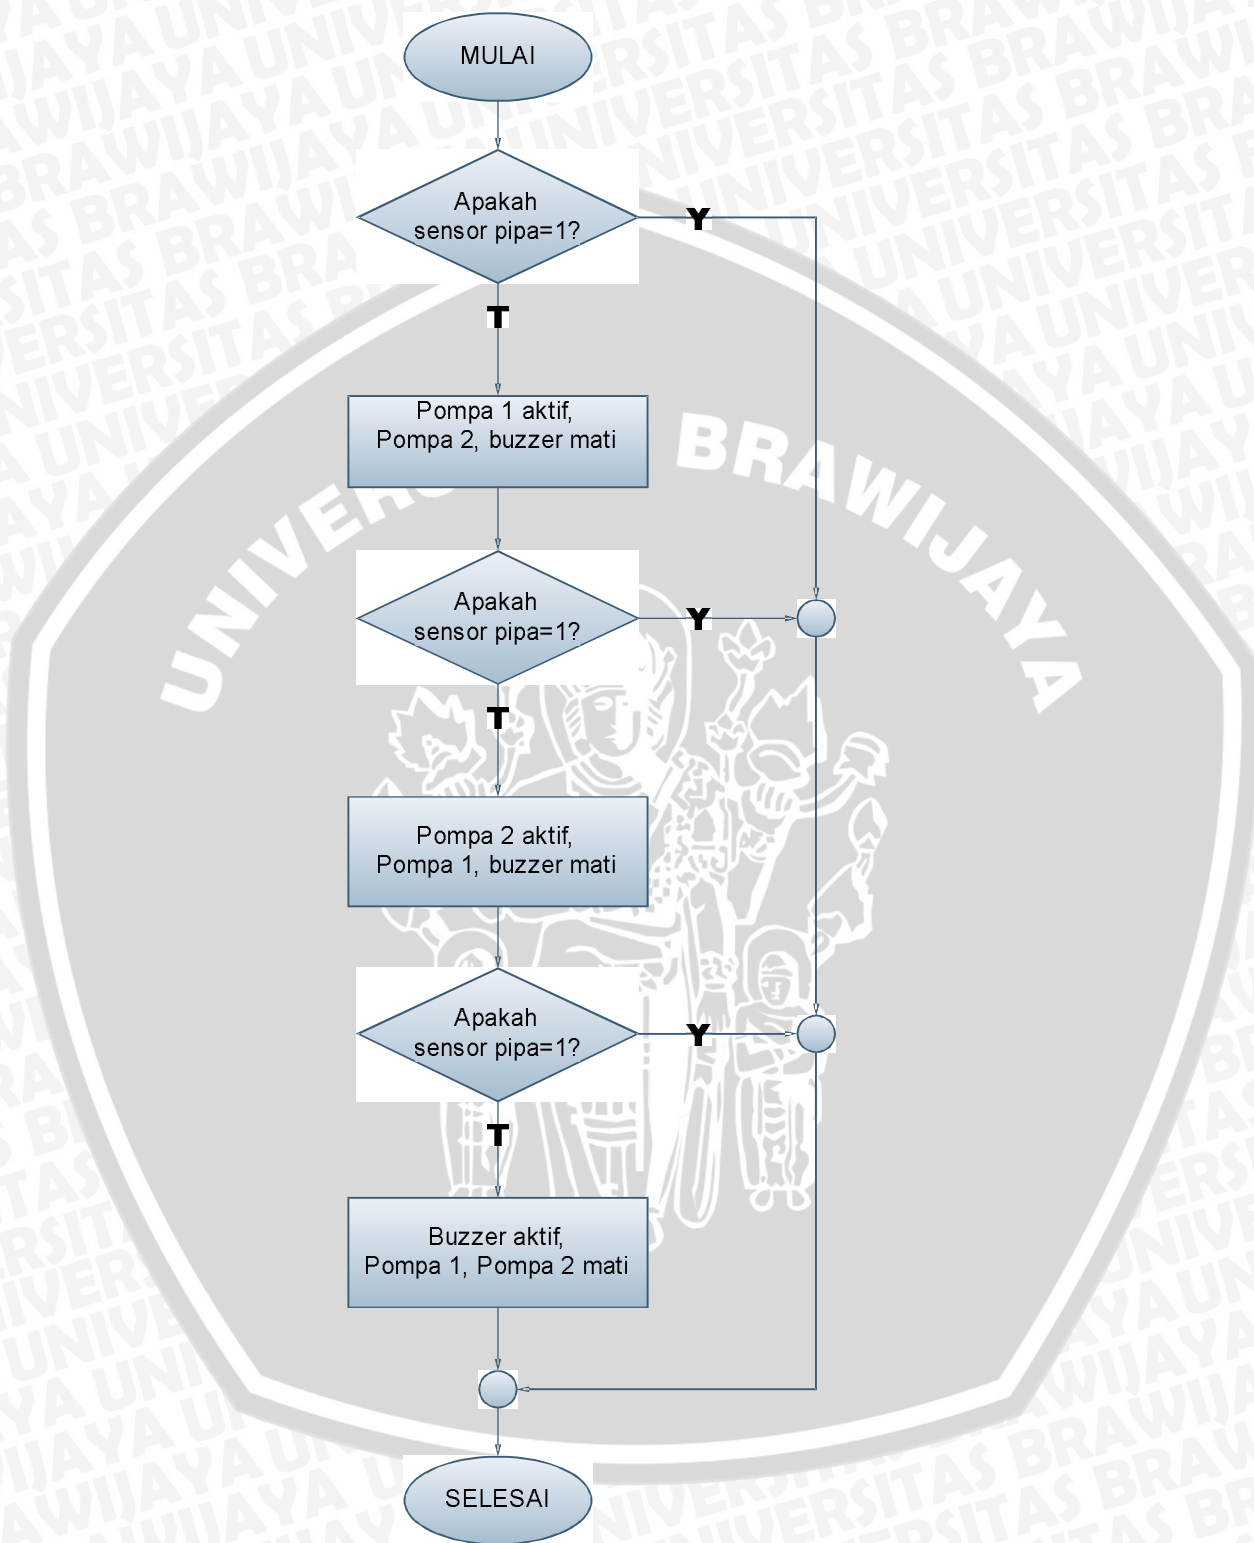 MULAI
Apakah
sensor pipa=1?
Y
T
Pompa 1 aktif,
Pompa 2, buzzer mati
Apakah
sensor pipa=1?
Y
T
Pompa 2 aktif,
Pompa 1, buzzer mati
Apakah
sensor pipa=1?
Y
T
Buzzer aktif,
Pompa 1, Pompa 2 mati
SELESAI
BRAWIJAYA